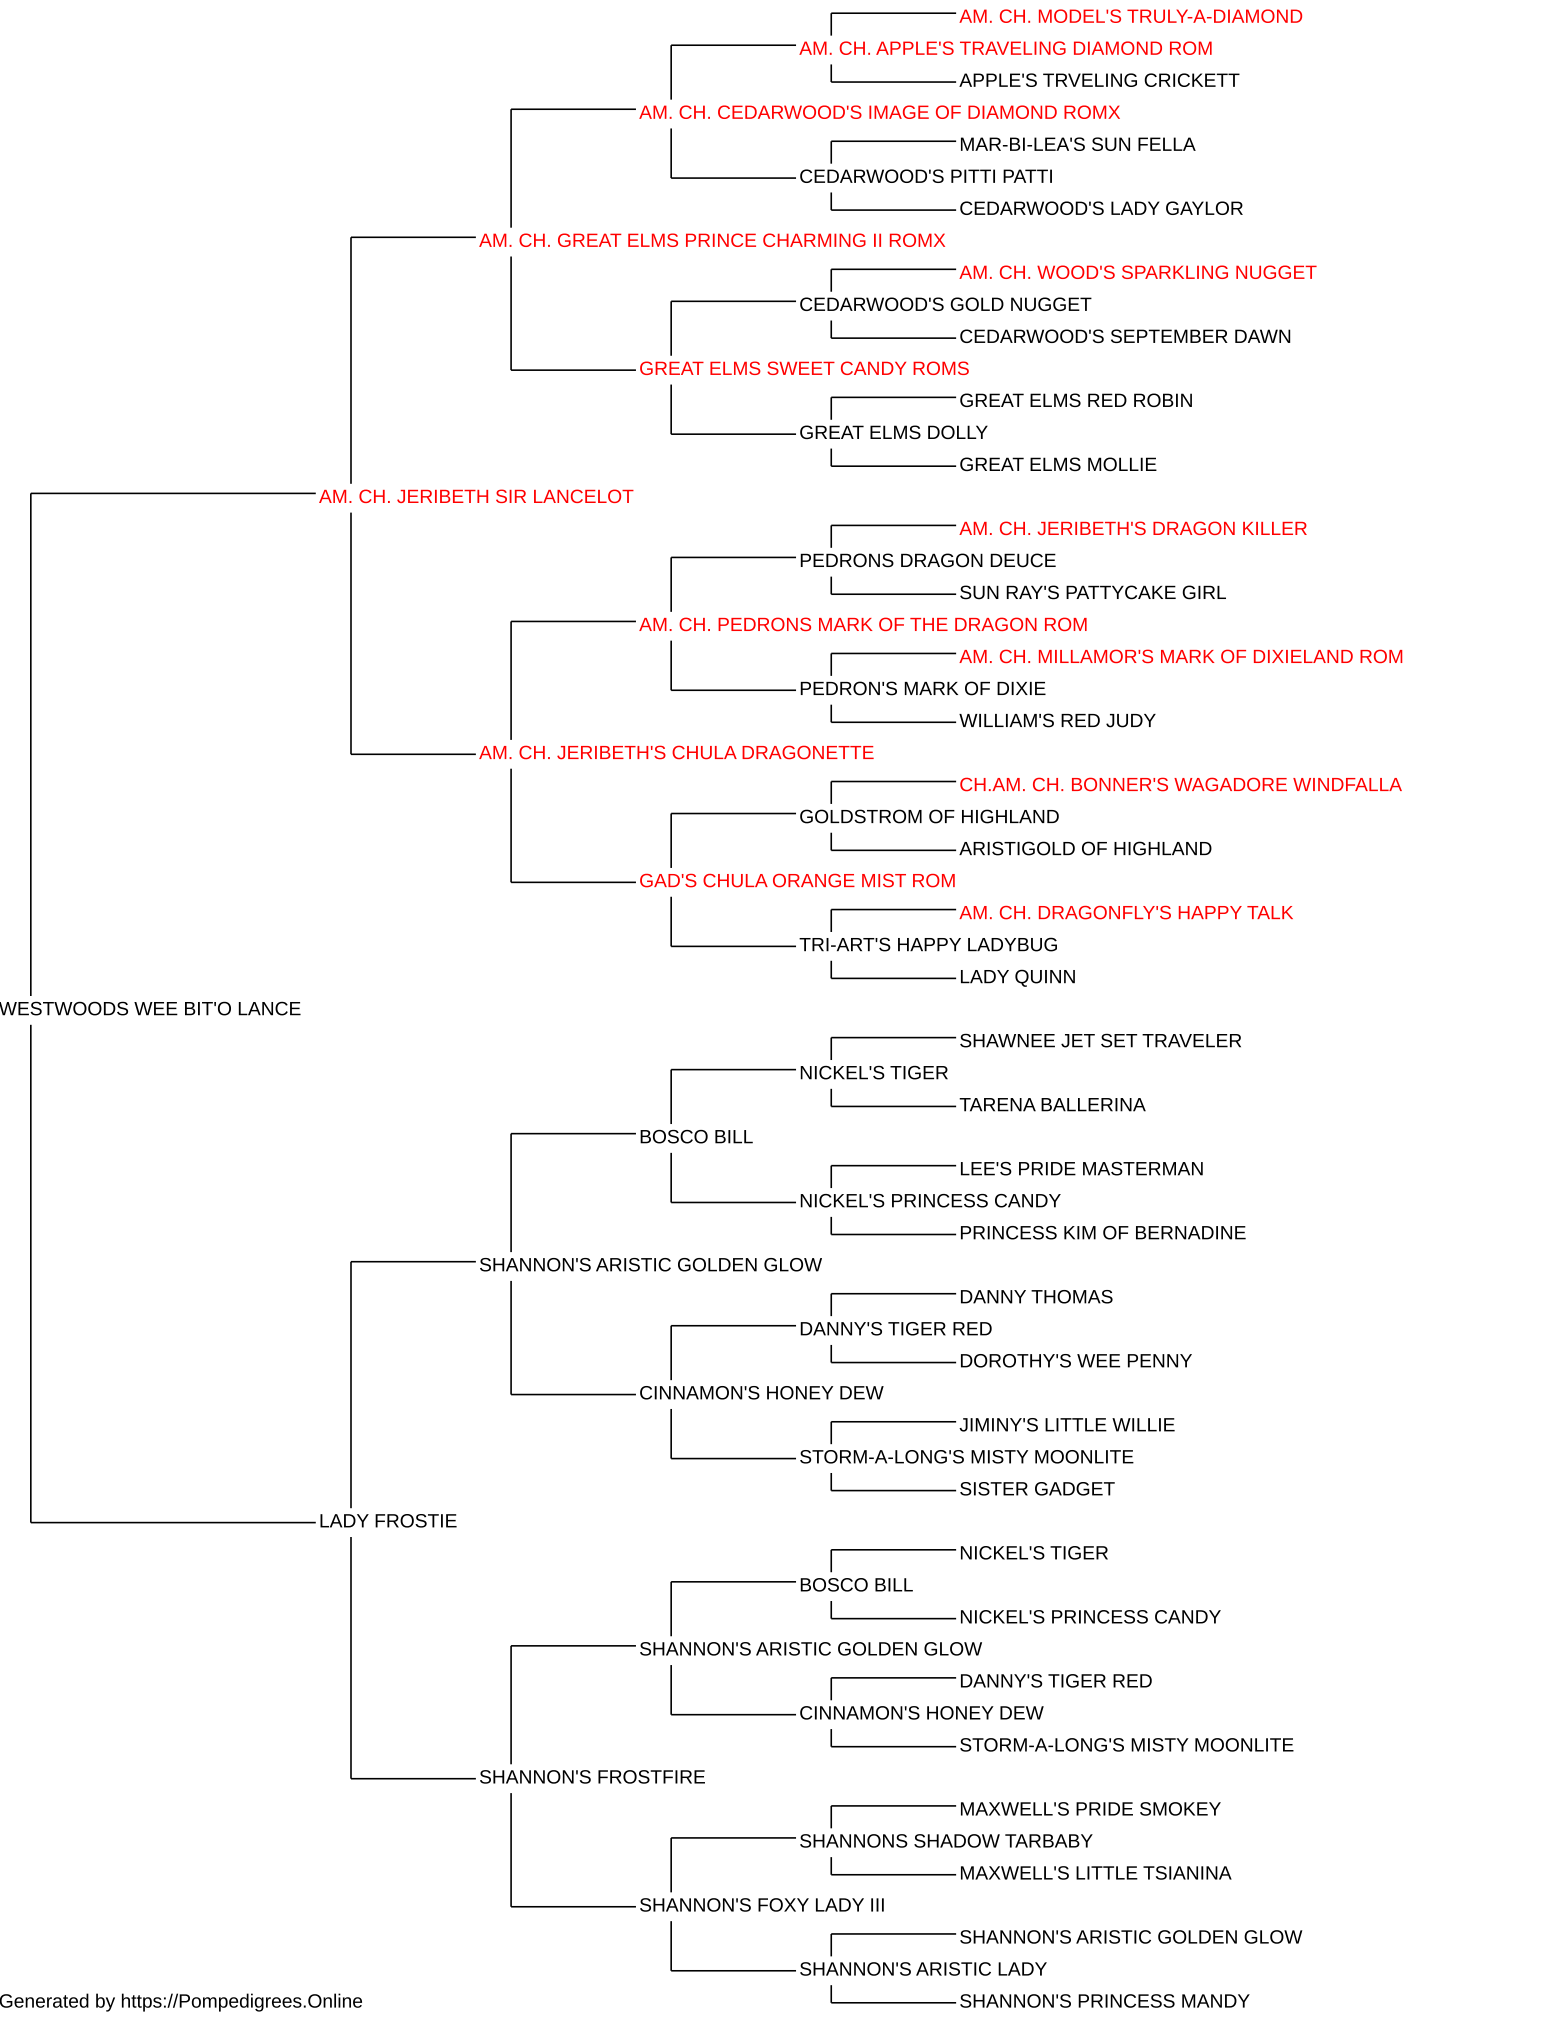 AM. CH. MODEL'S TRULY-A-DIAMOND
AM. CH. APPLE'S TRAVELING DIAMOND ROM
APPLE'S TRVELING CRICKETT
AM. CH. CEDARWOOD'S IMAGE OF DIAMOND ROMX
MAR-BI-LEA'S SUN FELLA
CEDARWOOD'S PITTI PATTI
CEDARWOOD'S LADY GAYLOR
AM. CH. GREAT ELMS PRINCE CHARMING II ROMX
AM. CH. WOOD'S SPARKLING NUGGET
CEDARWOOD'S GOLD NUGGET
CEDARWOOD'S SEPTEMBER DAWN
GREAT ELMS SWEET CANDY ROMS
GREAT ELMS RED ROBIN
GREAT ELMS DOLLY
GREAT ELMS MOLLIE
AM. CH. JERIBETH SIR LANCELOT
AM. CH. JERIBETH'S DRAGON KILLER
PEDRONS DRAGON DEUCE
SUN RAY'S PATTYCAKE GIRL
AM. CH. PEDRONS MARK OF THE DRAGON ROM
AM. CH. MILLAMOR'S MARK OF DIXIELAND ROM
PEDRON'S MARK OF DIXIE
WILLIAM'S RED JUDY
AM. CH. JERIBETH'S CHULA DRAGONETTE
CH.AM. CH. BONNER'S WAGADORE WINDFALLA
GOLDSTROM OF HIGHLAND
ARISTIGOLD OF HIGHLAND
GAD'S CHULA ORANGE MIST ROM
AM. CH. DRAGONFLY'S HAPPY TALK
TRI-ART'S HAPPY LADYBUG
LADY QUINN
WESTWOODS WEE BIT'O LANCE
SHAWNEE JET SET TRAVELER
NICKEL'S TIGER
TARENA BALLERINA
BOSCO BILL
LEE'S PRIDE MASTERMAN
NICKEL'S PRINCESS CANDY
PRINCESS KIM OF BERNADINE
SHANNON'S ARISTIC GOLDEN GLOW
DANNY THOMAS
DANNY'S TIGER RED
DOROTHY'S WEE PENNY
CINNAMON'S HONEY DEW
JIMINY'S LITTLE WILLIE
STORM-A-LONG'S MISTY MOONLITE
SISTER GADGET
LADY FROSTIE
NICKEL'S TIGER
BOSCO BILL
NICKEL'S PRINCESS CANDY
SHANNON'S ARISTIC GOLDEN GLOW
DANNY'S TIGER RED
CINNAMON'S HONEY DEW
STORM-A-LONG'S MISTY MOONLITE
SHANNON'S FROSTFIRE
MAXWELL'S PRIDE SMOKEY
SHANNONS SHADOW TARBABY
MAXWELL'S LITTLE TSIANINA
SHANNON'S FOXY LADY III
SHANNON'S ARISTIC GOLDEN GLOW
SHANNON'S ARISTIC LADY
SHANNON'S PRINCESS MANDY
Generated by https://Pompedigrees.Online